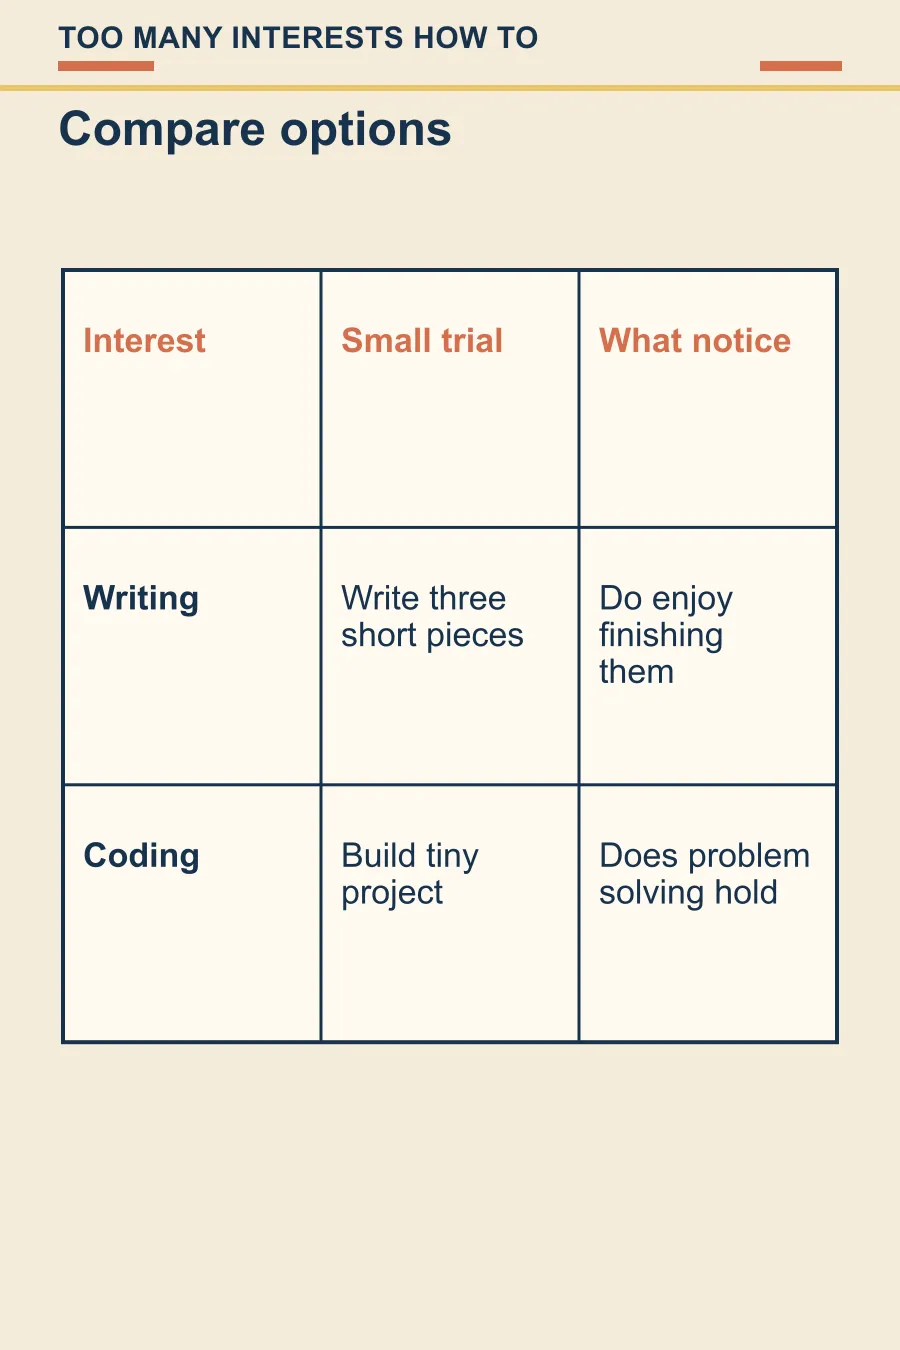 TOO MANY INTERESTS HOW TO
Compare options
Interest
Small trial
What notice
Writing
Write three
short pieces
Do enjoy
finishing
them
Coding
Build tiny
project
Does problem
solving hold